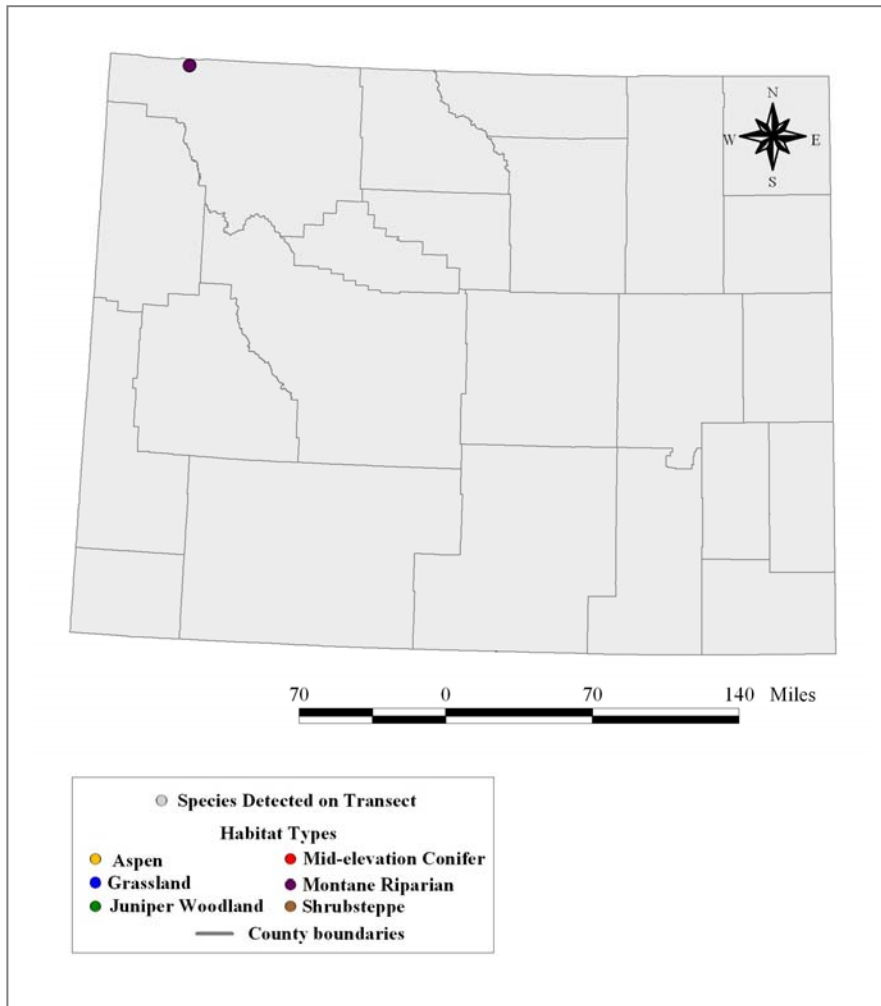 N
W E
S
70 0 70 140 Miles
Species Detected on Transect
Habitat Types
Aspen Mid-elevation Conifer
Grassland Montane Riparian
Juniper Woodland Shrubsteppe
County boundaries